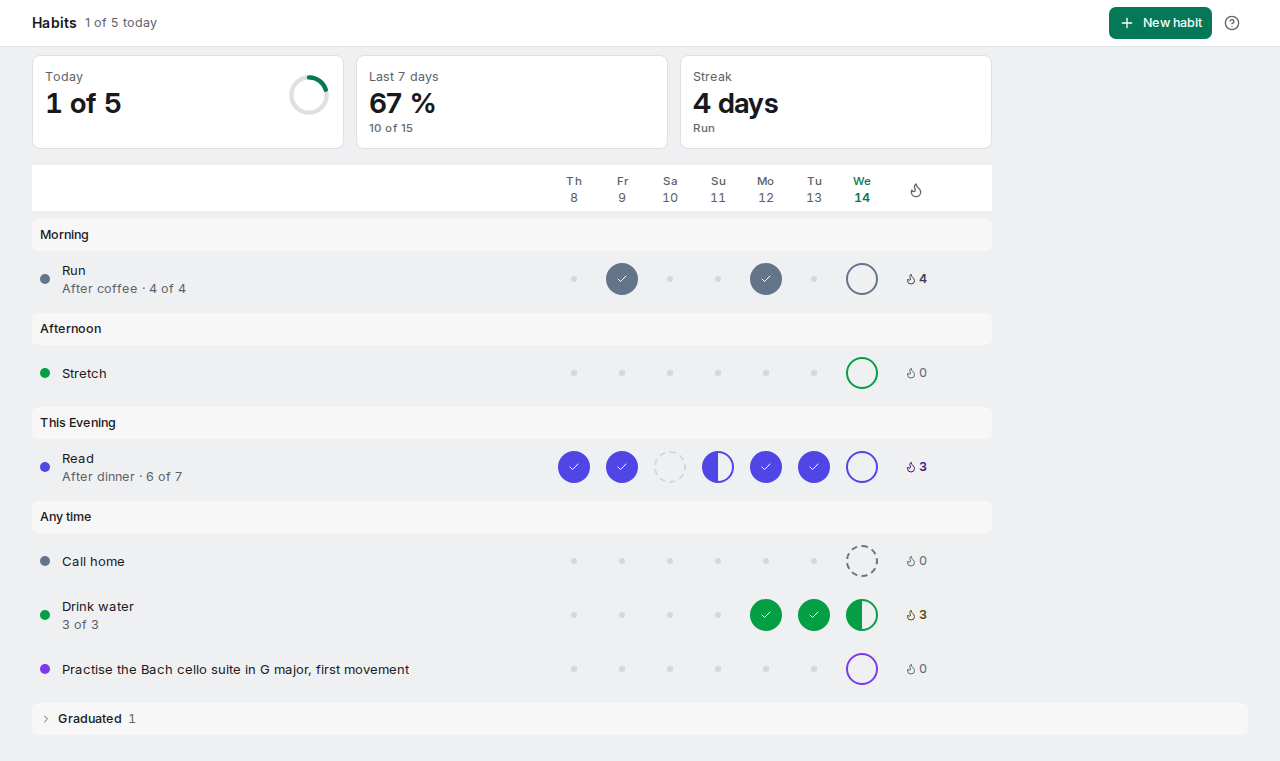 Habits 1 of 5 today
New habit
Today
1 of 5
Last 7 days
67 %
10 of 15
Streak
4 days
Run
Th Fr Sa Su Mo Tu We
8 9 10 11 12 13 14
Morning
Run
After coffee · 4 of 4
4
Afternoon
Stretch
0
This Evening
Read
After dinner · 6 of 7
3
Any time
Call home
0
Drink water
3 of 3
3
Practise the Bach cello suite in G major, first movement
0
Graduated 1